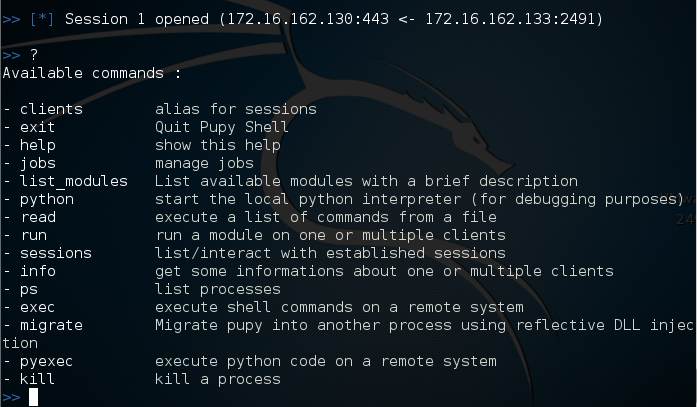 >> [*] Session 1 opened (172.16.162.130:443 <- 172.16.162.133:2491)
>> ?
Available commands :
- clients alias for sessions
- exit Quit Pupy Shell
- help show this help
- jobs manage jobs
- list_modules List available modules with a brief description
- python start the local python interpreter (for debugging purposes)
- read execute a list of commands from a file
- run run a module on one or multiple clients
- sessions list/interact with established sessions
- info get some informations about one or multiple clients
- ps list processes
- exec execute shell commands on a remote system
- migrate Migrate pupy into another process using reflective DLL injec
tion
- pyexec execute python code on a remote system
- kill kill a process
>>